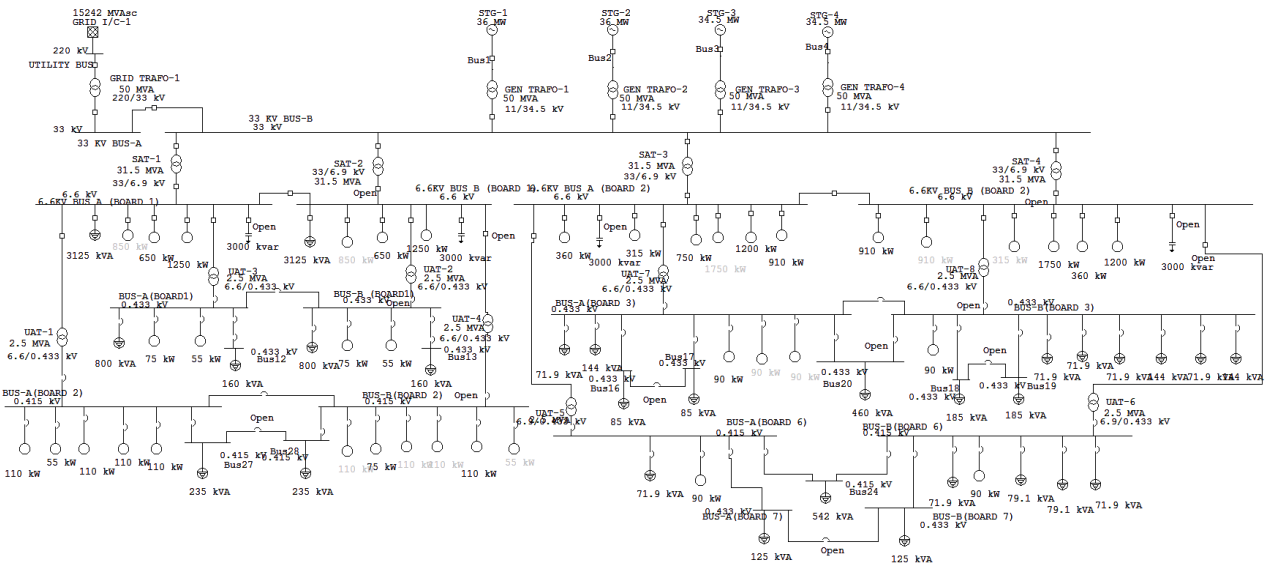 15242 MVAsc
GRID I/C-1
STG-1
36 MW
STG-2
36 MW
STG-3
34.5 MW
STG-4
34.5 MW
220 kV
UTILITY BUS
Bus1
Bus2
Bus3
Bus4
GRID TRAFO-1
50 MVA
220/33 kV
GEN TRAFO-1
50 MVA
11/34.5 kV
GEN TRAFO-2
50 MVA
11/34.5 kV
GEN TRAFO-3
50 MVA
11/34.5 kV
GEN TRAFO-4
50 MVA
11/34.5 kV
33 kV
33 KV BUS-A
33 KV BUS-B
33 kV
SAT-1
31.5 MVA
33/6.9 kV
SAT-2
33/6.9 kV
31.5 MVA
SAT-3
31.5 MVA
33/6.9 kV
SAT-4
33/6.9 kV
31.5 MVA
6.6 kV
6.6KV BUS A (BOARD 1)
Open
6.6KV BUS B (BOARD 1)
6.6 kV
6.6KV BUS A (BOARD 2)
6.6 kV
6.6KV BUS B (BOARD 2)
6.6 kV
Open
3125 kVA
850 kW
650 kW
1250 kW
Open
3000 kvar
3125 kVA
850 kW
650 kW
1250 kW
Open
3000 kvar
360 kW
Open
3000 kvar
315 kW
750 kW
1750 kW
1200 kW
910 kW
910 kW
910 kW
315 kW
1750 kW
360 kW
1200 kW
Open
3000 kvar
Open
UAT-3
2.5 MVA
6.6/0.433 kV
UAT-2
2.5 MVA
6.6/0.433 kV
UAT-7
2.5 MVA
6.6/0.433 kV
UAT-8
2.5 MVA
6.6/0.433 kV
BUS-A(BOARD1)
0.433 kV
BUS-B (BOARD1)
0.433 kV
Open
UAT-4
2.5 MVA
6.6/0.433 kV
BUS-A(BOARD 3)
0.433 kV
Open
0.433 kV
BUS-B(BOARD 3)
UAT-1
2.5 MVA
6.6/0.433 kV
800 kVA
75 kW
55 kW
0.433 kV
Bus12
160 kVA
800 kVA
75 kW
55 kW
0.433 kV
Bus13
160 kVA
71.9 kVA
144 kVA
0.433 kV
Bus16
85 kVA
Bus17
0.433 kV
Open
85 kVA
90 kW
90 kW
90 kW
Open
0.433 kV
Bus20
Open
460 kVA
90 kW
Bus18
0.433 kV
185 kVA
Open
0.433 kV
Bus19
185 kVA
71.9 kVA
71.9 kVA
71.9 kVA
144 kVA
71.9 kVA
144 kVA
BUS-A(BOARD 2)
0.415 kV
Open
BUS-B(BOARD 2)
0.415 kV
Open
UAT-5
2.5 MVA
6.9/0.433 kV
UAT-6
2.5 MVA
6.9/0.433 kV
110 kW
55 kW
110 kW
110 kW
110 kW
0.415 kV
Bus27
235 kVA
Open
Bus28
0.415 kV
235 kVA
110 kW
75 kW
110 kW
110 kW
110 kW
55 kW
BUS-A(BOARD 6)
0.415 kV
BUS-B(BOARD 6)
0.415 kV
71.9 kVA
90 kW
0.415 kV
Bus24
542 kVA
71.9 kVA
90 kW
79.1 kVA
79.1 kVA
71.9 kVA
0.433 kV
BUS-A(BOARD 7)
BUS-B(BOARD 7)
0.433 kV
125 kVA
Open
125 kVA